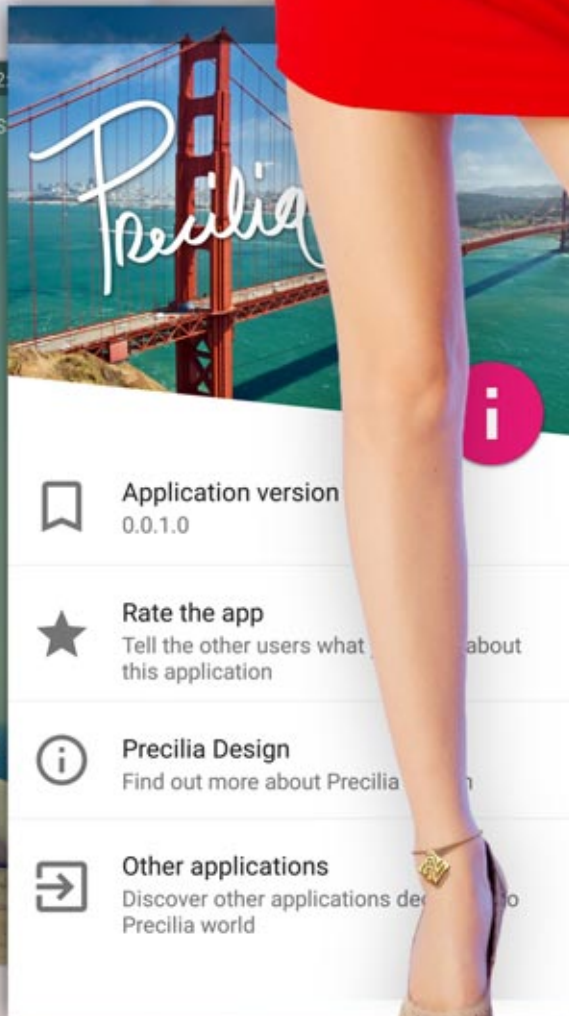 Precilia
i
Application version
0.0.1.0
Rate the app
Tell the other users what about
this application
Precilia Design
Find out more about Precilia
Other applications
Discover other applications to
Precilia world